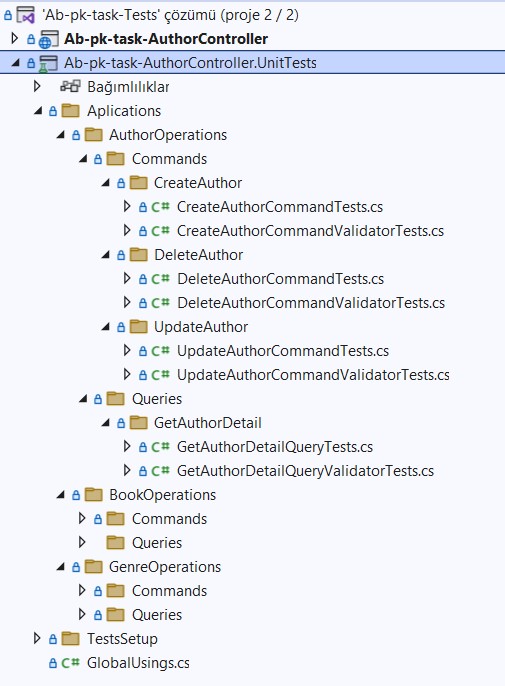 'Ab-pk-task-Tests' çözümü (proje 2 / 2)
Ab-pk-task-AuthorController
Ab-pk-task-AuthorController.UnitTests
Bağımlılıklar
Aplications
AuthorOperations
Commands
CreateAuthor
C# CreateAuthorCommandTests.cs
C# CreateAuthorCommandValidatorTests.cs
DeleteAuthor
C# DeleteAuthorCommandTests.cs
C# DeleteAuthorCommandValidatorTests.cs
UpdateAuthor
C# UpdateAuthorCommandTests.cs
C# UpdateAuthorCommandValidatorTests.cs
Queries
GetAuthorDetail
C# GetAuthorDetailQueryTests.cs
C# GetAuthorDetailQueryValidatorTests.cs
BookOperations
Commands
Queries
GenreOperations
Commands
Queries
TestsSetup
C# GlobalUsings.cs